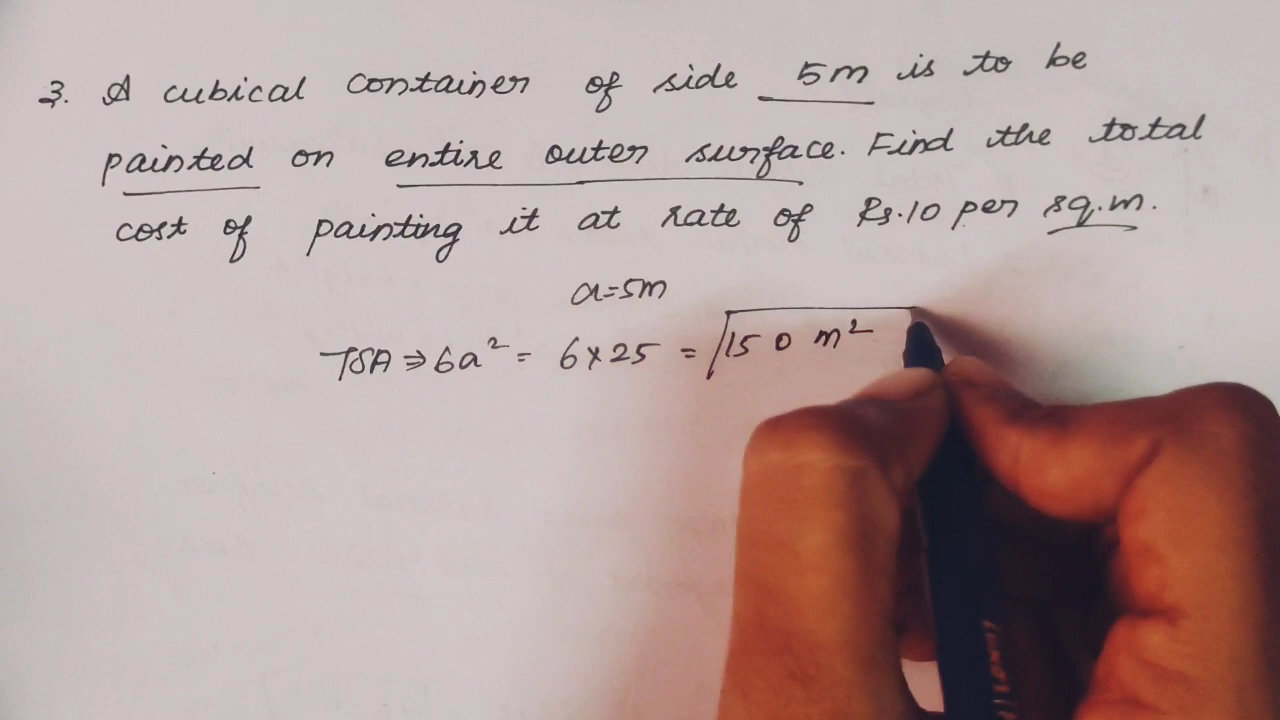 3. A cubical container of side 5m is to be
painted on entire outer surface. Find the total
cost of painting it at rate of Rs.10 per sq.m.
a=5m
TSA ⇒ 6a² = 6×25 = 150 m²